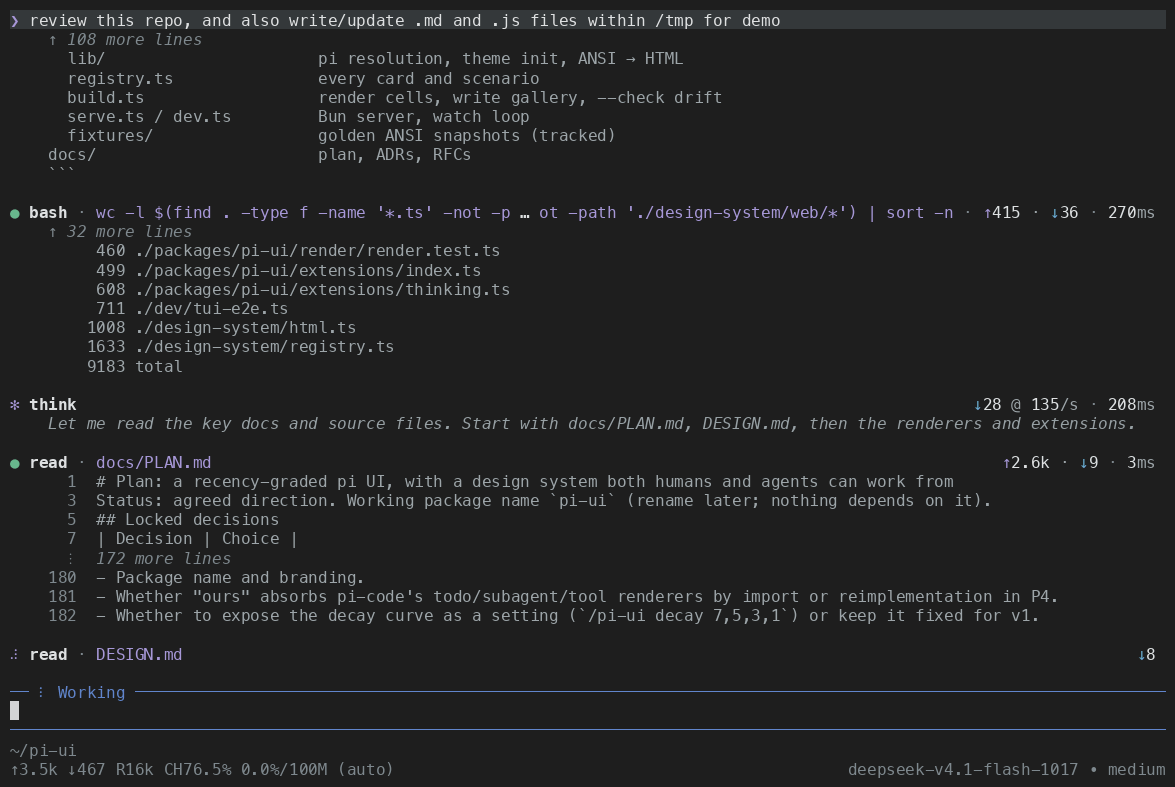 ❯ review this repo, and also write/update .md and .js files within /tmp for demo
↑ 108 more lines
lib/ pi resolution, theme init, ANSI → HTML
registry.ts every card and scenario
build.ts render cells, write gallery, --check drift
serve.ts / dev.ts Bun server, watch loop
fixtures/ golden ANSI snapshots (tracked)
docs/ plan, ADRs, RFCs
```
● bash · wc -l $(find . -type f -name '*.ts' -not -p … ot -path './design-system/web/*') | sort -n · ↑415 · ↓36 · 270ms
↑ 32 more lines
460 ./packages/pi-ui/render/render.test.ts
499 ./packages/pi-ui/extensions/index.ts
608 ./packages/pi-ui/extensions/thinking.ts
711 ./dev/tui-e2e.ts
1008 ./design-system/html.ts
1633 ./design-system/registry.ts
9183 total
✻ think ↓28 @ 135/s · 208ms
Let me read the key docs and source files. Start with docs/PLAN.md, DESIGN.md, then the renderers and extensions.
● read · docs/PLAN.md ↑2.6k · ↓9 · 3ms
1 # Plan: a recency-graded pi UI, with a design system both humans and agents can work from
3 Status: agreed direction. Working package name `pi-ui` (rename later; nothing depends on it).
5 ## Locked decisions
7 | Decision | Choice |
⋮ 172 more lines
180 - Package name and branding.
181 - Whether "ours" absorbs pi-code's todo/subagent/tool renderers by import or reimplementation in P4.
182 - Whether to expose the decay curve as a setting (`/pi-ui decay 7,5,3,1`) or keep it fixed for v1.
read · DESIGN.md ↓8
Working
~/pi-ui
↑3.5k ↓467 R16k CH76.5% 0.0%/100M (auto) deepseek-v4.1-flash-1017 • medium